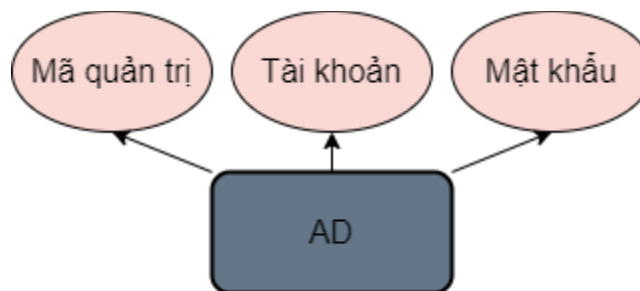 Mã quản trị
Tài khoản
Mật khẩu
AD